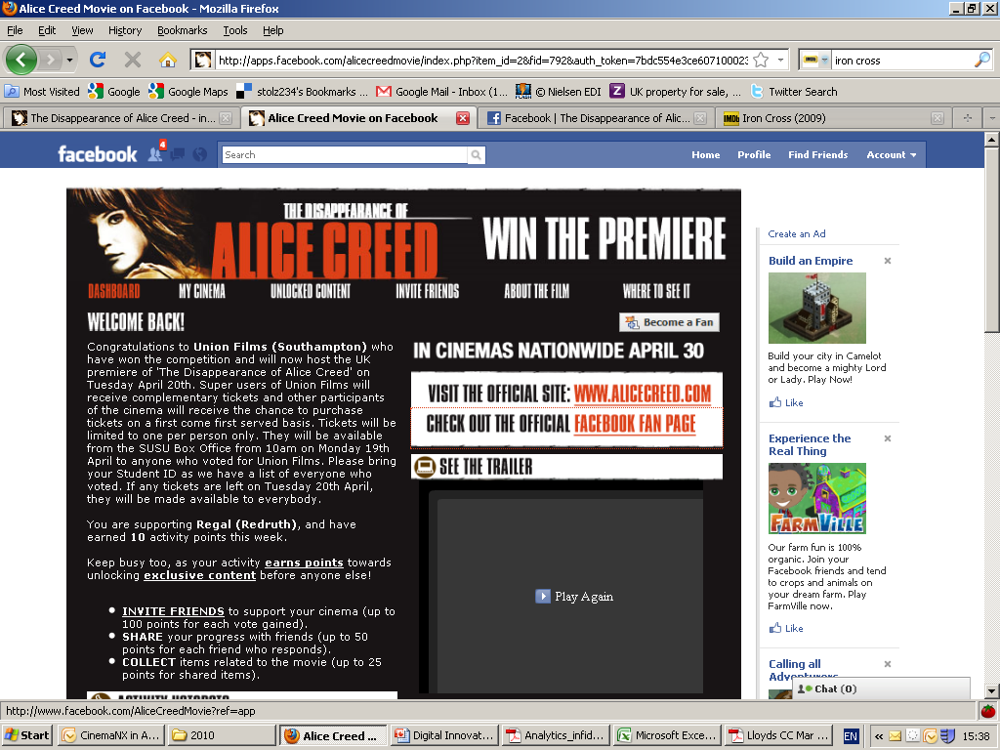 Alice Creed Movie on Facebook - Mozilla Firefox
File Edit View History Bookmarks Tools Help
http://apps.facebook.com/alicecreedmovie/index.php?item_id=2&fid=792&auth_token=7bdc554e3ce607100023
iron cross
Most Visited Google Google Maps stolz234's Bookmarks ... Google Mail - Inbox (1... © Nielsen EDI UK property for sale, ... Twitter Search
The Disappearance of Alice Creed - in... Alice Creed Movie on Facebook Facebook | The Disappearance of Alic... IMDb Iron Cross (2009)
facebook 4 Search Home Profile Find Friends Account
THE DISAPPEARANCE OF
ALICE CREED
WIN THE PREMIERE
DASHBOARD MY CINEMA UNLOCKED CONTENT INVITE FRIENDS ABOUT THE FILM WHERE TO SEE IT
WELCOME BACK!
Become a Fan
Congratulations to Union Films (Southampton) who
have won the competition and will now host the UK
premiere of 'The Disappearance of Alice Creed' on
Tuesday April 20th. Super users of Union Films will
receive complementary tickets and other participants
of the cinema will receive the chance to purchase
tickets on a first come first served basis. Tickets will be
limited to one per person only. They will be available
from the SUSU Box Office from 10am on Monday 19th
April to anyone who voted for Union Films. Please bring
your Student ID as we have a list of everyone who
voted. If any tickets are left on Tuesday 20th April,
they will be made available to everybody.
You are supporting Regal (Redruth), and have
earned 10 activity points this week.
Keep busy too, as your activity earns points towards
unlocking exclusive content before anyone else!
INVITE FRIENDS to support your cinema (up to
100 points for each vote gained).
SHARE your progress with friends (up to 50
points for each friend who responds).
COLLECT items related to the movie (up to 25
points for shared items).
ACTIVITY HOTSPOTS
IN CINEMAS NATIONWIDE APRIL 30
VISIT THE OFFICIAL SITE: WWW.ALICECREED.COM
CHECK OUT THE OFFICIAL FACEBOOK FAN PAGE
SEE THE TRAILER
Play Again
Create an Ad
Build an Empire
Build your city in Camelot
and become a mighty Lord
or Lady. Play Now!
Like
Experience the
Real Thing
FARMVILLE
Our farm fun is 100%
organic. Join your
Facebook friends and tend
to crops and animals on
your dream farm. Play
FarmVille now.
Like
Calling all
Adventurers
Chat (0)
http://www.facebook.com/AliceCreedMovie?ref=app
Start CinemaNX in A... 2010 Alice Creed ... Digital Innovat... Analytics_infid... Microsoft Exce... Lloyds CC Mar ... EN « 15:38